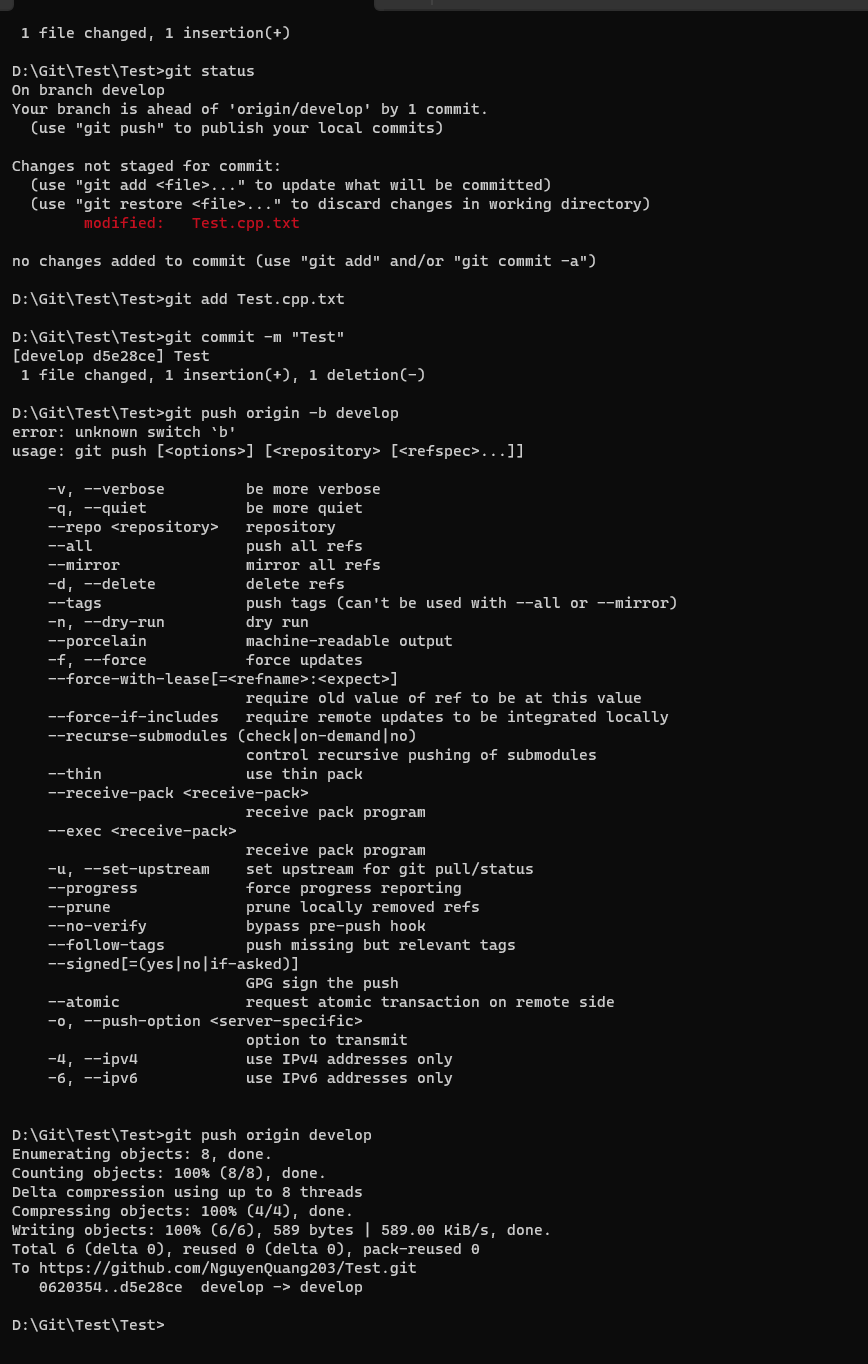 1 file changed, 1 insertion(+)

D:\Git\Test\Test>git status
On branch develop
Your branch is ahead of 'origin/develop' by 1 commit.
  (use "git push" to publish your local commits)

Changes not staged for commit:
  (use "git add <file>..." to update what will be committed)
  (use "git restore <file>..." to discard changes in working directory)
        modified:   Test.cpp.txt

no changes added to commit (use "git add" and/or "git commit -a")

D:\Git\Test\Test>git add Test.cpp.txt

D:\Git\Test\Test>git commit -m "Test"
[develop d5e28ce] Test
 1 file changed, 1 insertion(+), 1 deletion(-)

D:\Git\Test\Test>git push origin -b develop
error: unknown switch `b'
usage: git push [<options>] [<repository> [<refspec>...]]

    -v, --verbose         be more verbose
    -q, --quiet           be more quiet
    --repo <repository>   repository
    --all                 push all refs
    --mirror              mirror all refs
    -d, --delete          delete refs
    --tags                push tags (can't be used with --all or --mirror)
    -n, --dry-run         dry run
    --porcelain           machine-readable output
    -f, --force           force updates
    --force-with-lease[=<refname>:<expect>]
                          require old value of ref to be at this value
    --force-if-includes   require remote updates to be integrated locally
    --recurse-submodules (check|on-demand|no)
                          control recursive pushing of submodules
    --thin                use thin pack
    --receive-pack <receive-pack>
                          receive pack program
    --exec <receive-pack>
                          receive pack program
    -u, --set-upstream    set upstream for git pull/status
    --progress            force progress reporting
    --prune               prune locally removed refs
    --no-verify           bypass pre-push hook
    --follow-tags         push missing but relevant tags
    --signed[=(yes|no|if-asked)]
                          GPG sign the push
    --atomic              request atomic transaction on remote side
    -o, --push-option <server-specific>
                          option to transmit
    -4, --ipv4            use IPv4 addresses only
    -6, --ipv6            use IPv6 addresses only


D:\Git\Test\Test>git push origin develop
Enumerating objects: 8, done.
Counting objects: 100% (8/8), done.
Delta compression using up to 8 threads
Compressing objects: 100% (4/4), done.
Writing objects: 100% (6/6), 589 bytes | 589.00 KiB/s, done.
Total 6 (delta 0), reused 0 (delta 0), pack-reused 0
To https://github.com/NguyenQuang203/Test.git
   0620354..d5e28ce  develop -> develop

D:\Git\Test\Test>